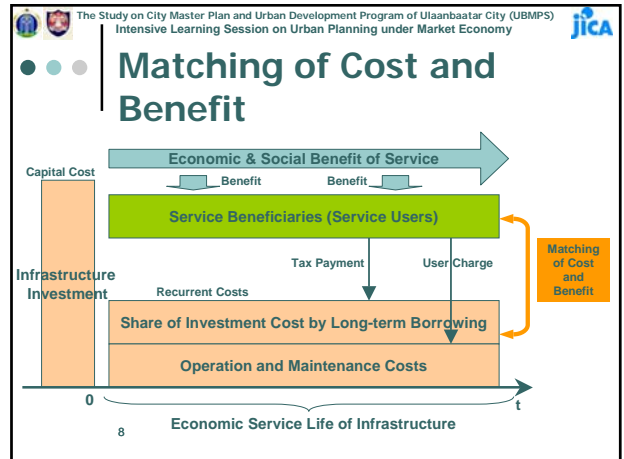 The Study on City Master Plan and Urban Development Program of Ulaanbaatar City (UBMPS)
Intensive Learning Session on Urban Planning under Market Economy
jICA
Matching of Cost and
Benefit
Economic & Social Benefit of Service
Capital Cost
Benefit
Benefit
Service Beneficiaries (Service Users)
Matching
of Cost
and
Benefit
Tax Payment
User Charge
Infrastructure
Investment
Recurrent Costs
Share of Investment Cost by Long-term Borrowing
Operation and Maintenance Costs
0
t
Economic Service Life of Infrastructure
8